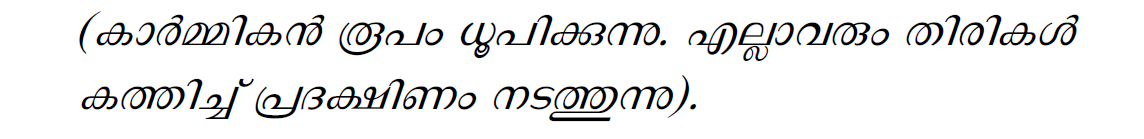 (കാർമ്മികൻ രൂപം ധൂപിക്കുന്നു. എല്ലാവരും തിരികൾ
കത്തിച്ച് പ്രദക്ഷിണം നടത്തുന്നു).